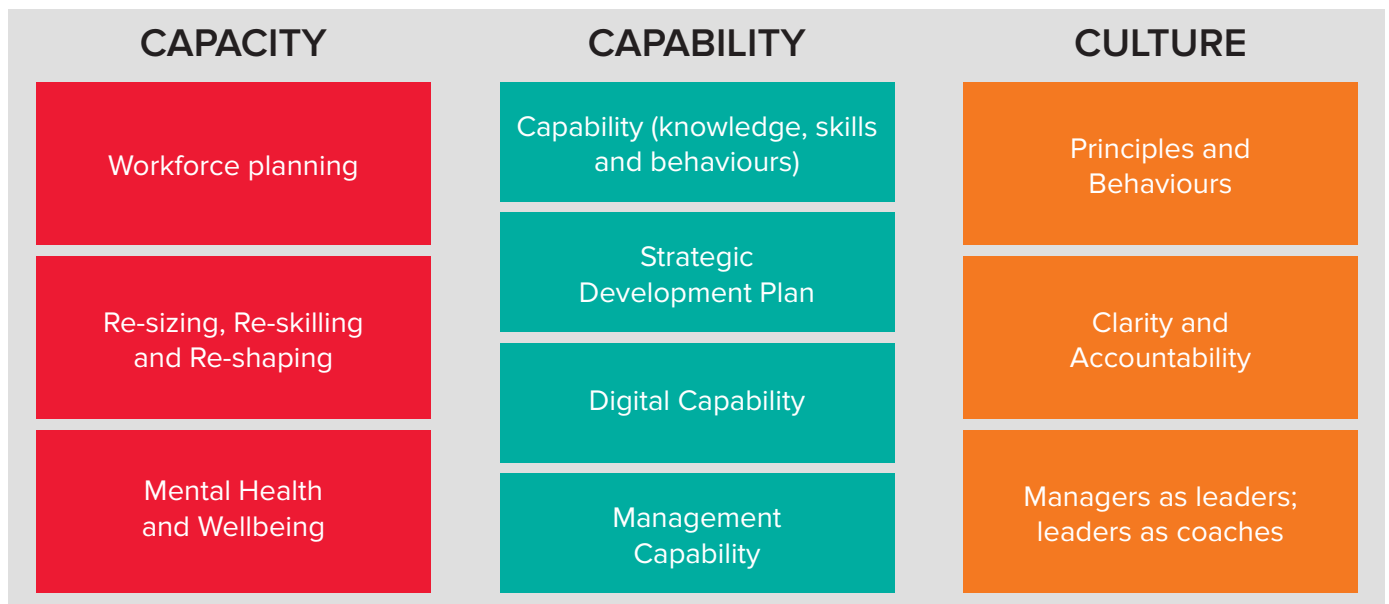 CAPACITY
Workforce planning
Re-sizing, Re-skilling
and Re-shaping
Mental Health
and Wellbeing
CAPABILITY
Capability (knowledge, skills
and behaviours)
Strategic
Development Plan
Digital Capability
Management
Capability
CULTURE
Principles and
Behaviours
Clarity and
Accountability
Managers as leaders;
leaders as coaches